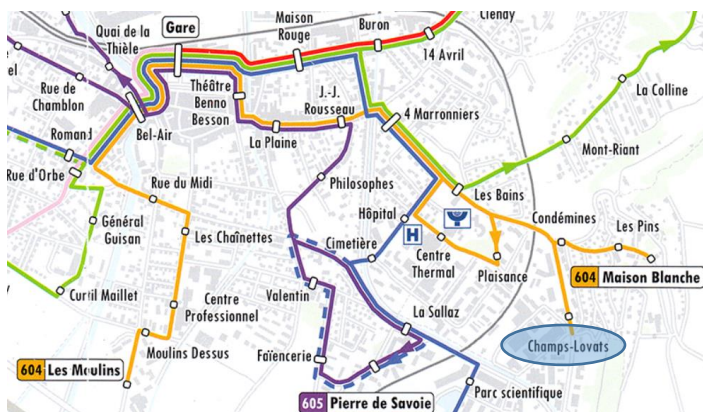 Quai de la
Thièle
Gare
Maison
Rouge
Buron
Clendy
14 Avril
Rue de
Chamblon
Théâtre
Benno
Besson
J.-J.
Rousseau
La Colline
Bel-Air
La Plaine
4 Marronniers
Mont-Riant
Romand
Rue d'Orbe
Rue du Midi
Philosophes
Les Bains
Général
Guisan
Les Chaînettes
Hôpital
H
Condémines
Les Pins
Cimetière
Centre
Thermal
Plaisance
604 Maison Blanche
Curtil Maillet
Centre
Professionnel
Valentin
La Sallaz
Champs-Lovats
Moulins Dessus
Faïencerie
604 Les Moulins
Parc scientifique
605 Pierre de Savoie